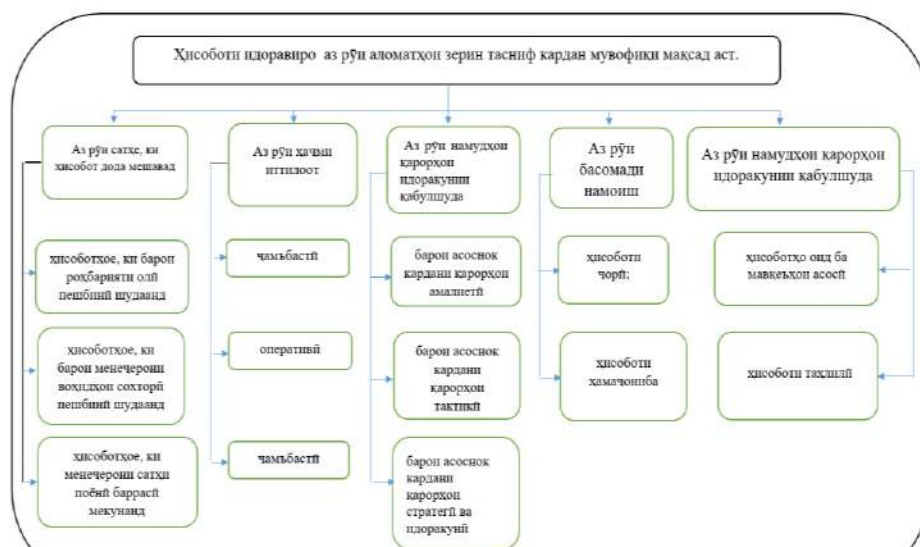 Ҳисоботи идоравиро аз рӯи аломатҳои зерин тасниф кардан мувофиқи мақсад аст.
Аз рӯи сатҳе, ки
ҳисобот дода мешавад
ҳисоботҳое, ки барои
роҳбарияти олӣ
пешбинӣ шудаанд
ҳисоботҳое, ки
барои менечерони
воҳидҳои сохторӣ
пешбинӣ шудаанд
ҳисоботҳое, ки
менечерони сатҳи
поёнӣ баррасӣ
мекунанд
Аз рӯи хаҷми
иттилоот
ҷамъбастӣ
оперативӣ
ҷамъбастӣ
Аз рӯи намудҳои
қарорҳои
идоракунии
қабулшуда
барои асоснок
кардани қарорҳои
амалиетӣ
барои асоснок
кардани
қарорҳои
тактикӣ
барои асоснок
кардани
қарорҳои
стратегӣ ва
идоракунӣ
Аз рӯи
басомади
намоиш
ҳисоботи
ҷорӣ;
ҳисоботи
ҳамаҷониба
Аз рӯи намудҳои қарорҳои
идоракунии қабулшуда
ҳисоботҳо оид ба
мавқеъҳои асосӣ
ҳисоботи таҳлилӣ